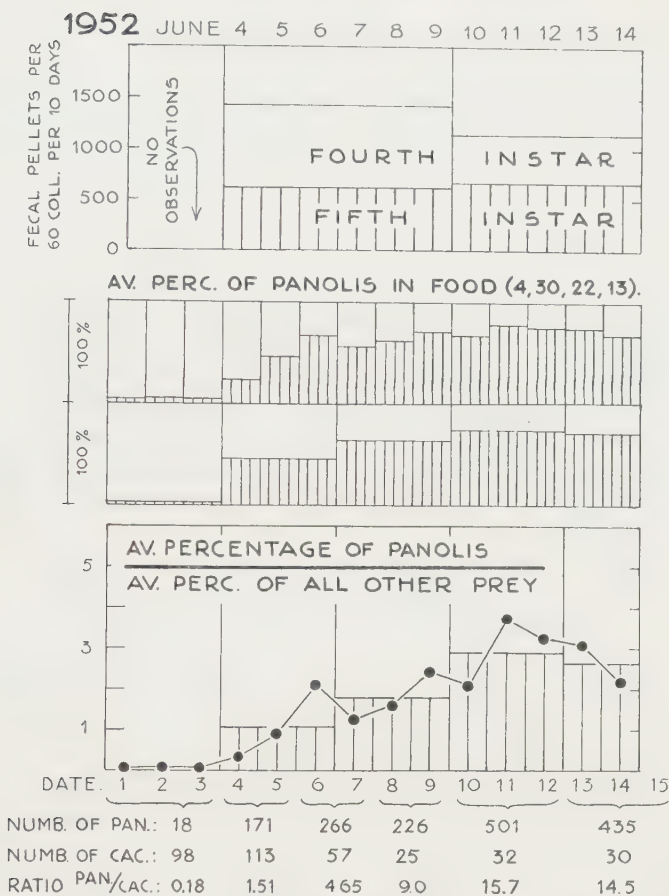 1952 JUNE 4 5 6 7 8 9 10 11 12 13 14
FECAL PELLETS PER
60 COLL. PER 10 DAYS
1500
1000
500
0
NO
OBSERVATIONS
FOURTH INSTAR
FIFTH INSTAR
AV. PERC. OF PANOLIS IN FOOD (4, 30, 22, 13).
100%
100%
AV. PERCENTAGE OF PANOLIS
AV. PERC. OF ALL OTHER PREY
5
3
1
DATE. 1 2 3 4 5 6 7 8 9 10 11 12 13 14 15
NUMB. OF PAN.: 18 171 266 226 501 435
NUMB. OF CAC.: 98 113 57 25 32 30
RATIO PAN/CAC.: 0.18 1.51 465 9.0 15.7 14.5